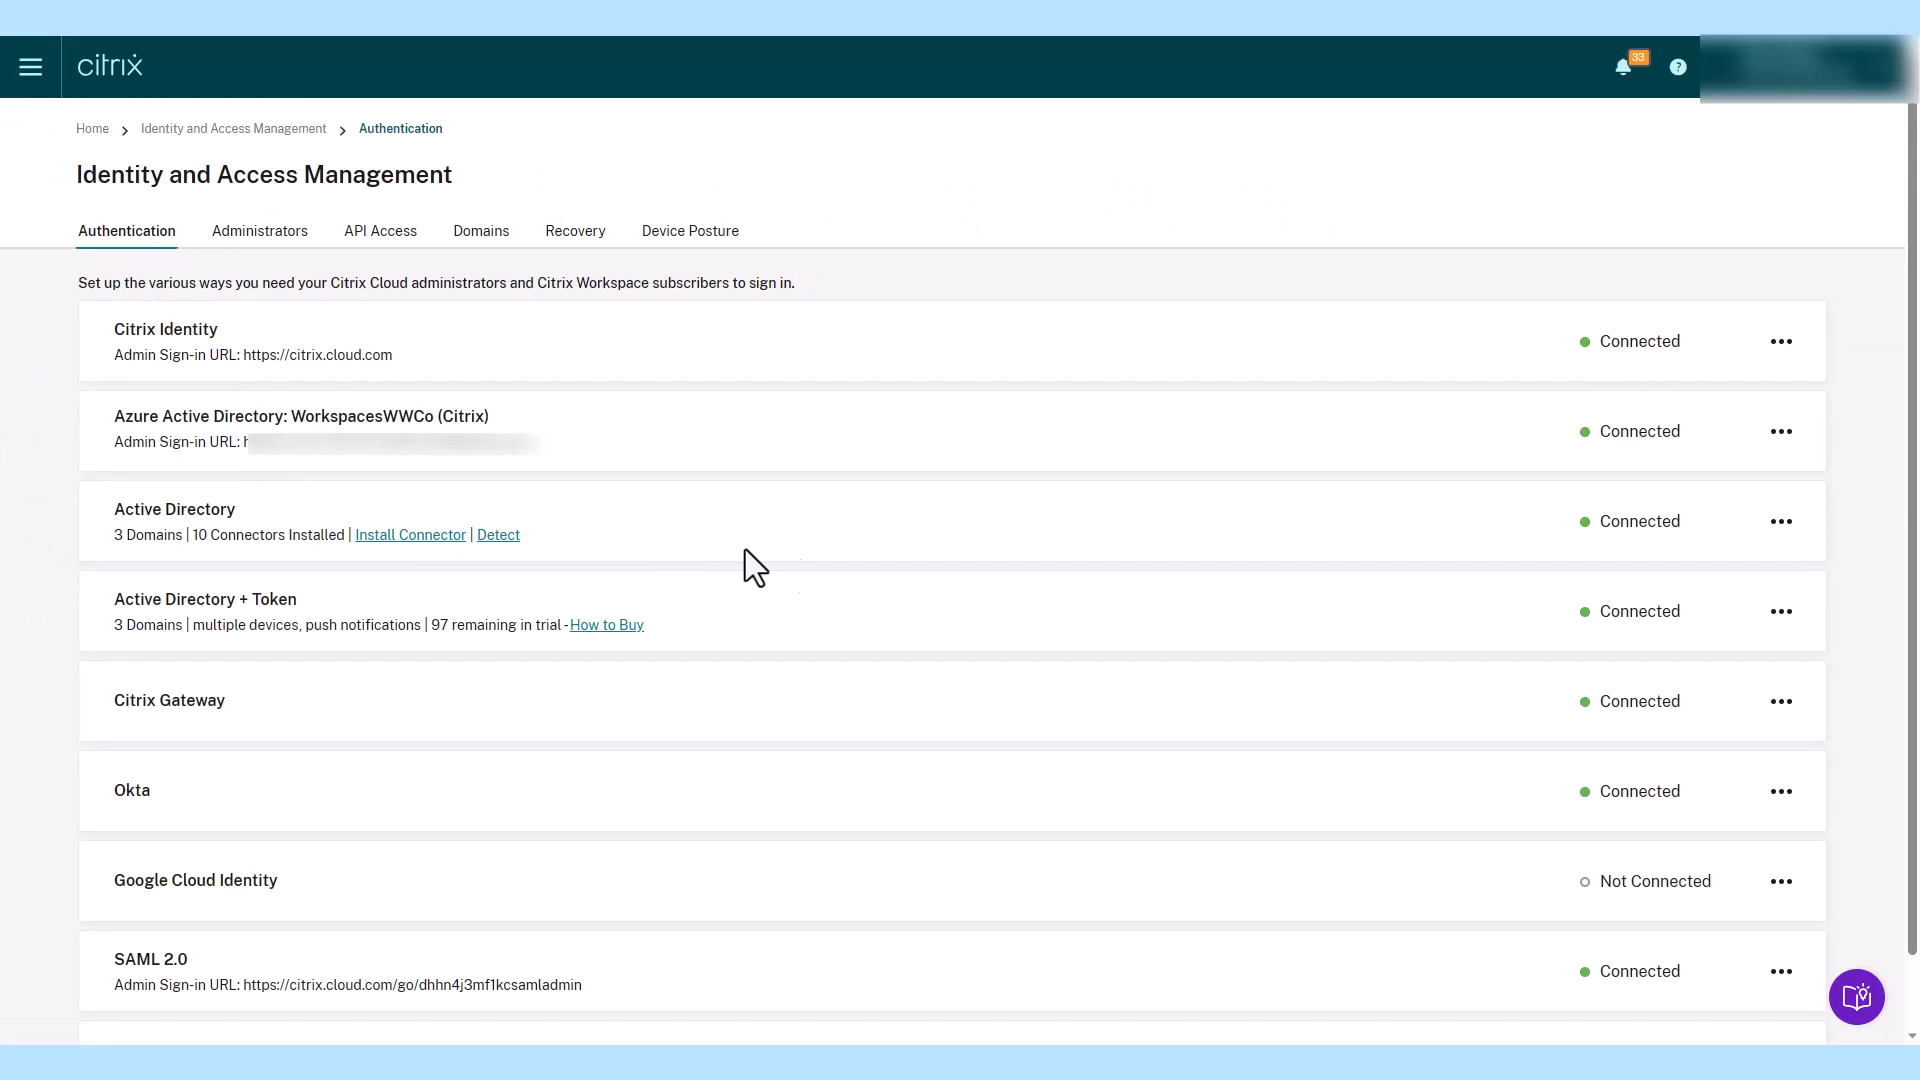 citrix
33
?
Home > Identity and Access Management > Authentication
Identity and Access Management
Authentication Administrators API Access Domains Recovery Device Posture
Set up the various ways you need your Citrix Cloud administrators and Citrix Workspace subscribers to sign in.
Citrix Identity
Admin Sign-in URL: https://citrix.cloud.com
Connected
Azure Active Directory: WorkspacesWWCo (Citrix)
Admin Sign-in URL:
Connected
Active Directory
3 Domains | 10 Connectors Installed | Install Connector | Detect
Connected
Active Directory + Token
3 Domains | multiple devices, push notifications | 97 remaining in trial - How to Buy
Connected
Citrix Gateway
Connected
Okta
Connected
Google Cloud Identity
Not Connected
SAML 2.0
Admin Sign-in URL: https://citrix.cloud.com/go/dhhn4j3mf1kcsamladmin
Connected